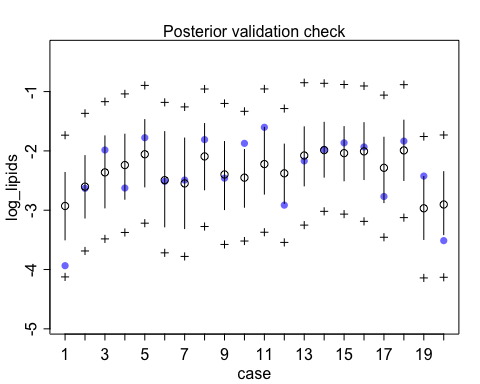 Posterior validation check
log_lipids
-1
-2
-3
-4
-5
1 3 5 7 9 11 13 15 17 19
case